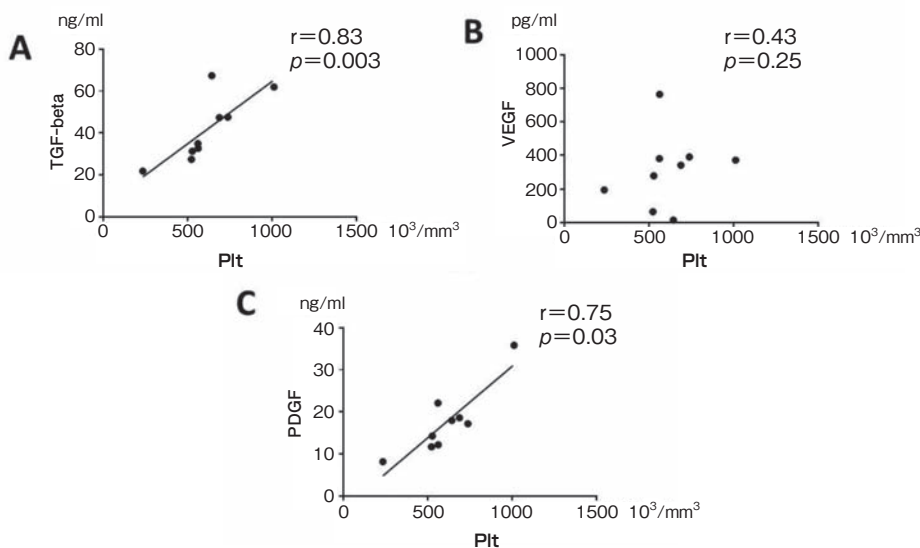 A
ng/ml
r=0.83
p=0.003
80
60
40
20
0
TGF-beta
0 500 1000 1500 10³/mm³
Plt
B
pg/ml
r=0.43
p=0.25
1000
800
600
400
200
0
VEGF
0 500 1000 1500 10³/mm³
Plt
C
ng/ml
r=0.75
p=0.03
40
30
20
10
0
PDGF
0 500 1000 1500 10³/mm³
Plt